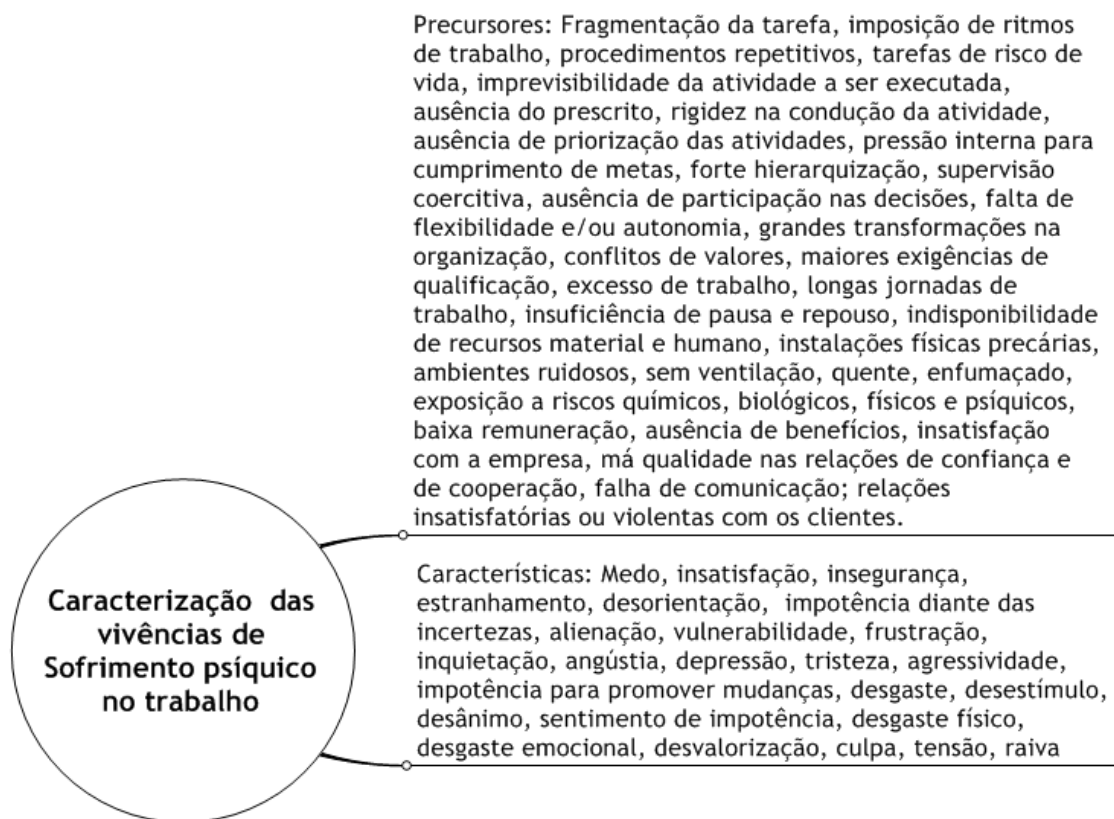 Precursores: Fragmentação da tarefa, imposição de ritmos
de trabalho, procedimentos repetitivos, tarefas de risco de
vida, imprevisibilidade da atividade a ser executada,
ausência do prescrito, rigidez na condução da atividade,
ausência de priorização das atividades, pressão interna para
cumprimento de metas, forte hierarquização, supervisão
coercitiva, ausência de participação nas decisões, falta de
flexibilidade e/ou autonomia, grandes transformações na
organização, conflitos de valores, maiores exigências de
qualificação, excesso de trabalho, longas jornadas de
trabalho, insuficiência de pausa e repouso, indisponibilidade
de recursos material e humano, instalações físicas precárias,
ambientes ruidosos, sem ventilação, quente, enfumaçado,
exposição a riscos químicos, biológicos, físicos e psíquicos,
baixa remuneração, ausência de benefícios, insatisfação
com a empresa, má qualidade nas relações de confiança e
de cooperação, falha de comunicação; relações
insatisfatórias ou violentas com os clientes.
Caracterização das
vivências de
Sofrimento psíquico
no trabalho
Características: Medo, insatisfação, insegurança,
estranhamento, desorientação, impotência diante das
incertezas, alienação, vulnerabilidade, frustração,
inquietação, angústia, depressão, tristeza, agressividade,
impotência para promover mudanças, desgaste, desestímulo,
desânimo, sentimento de impotência, desgaste físico,
desgaste emocional, desvalorização, culpa, tensão, raiva